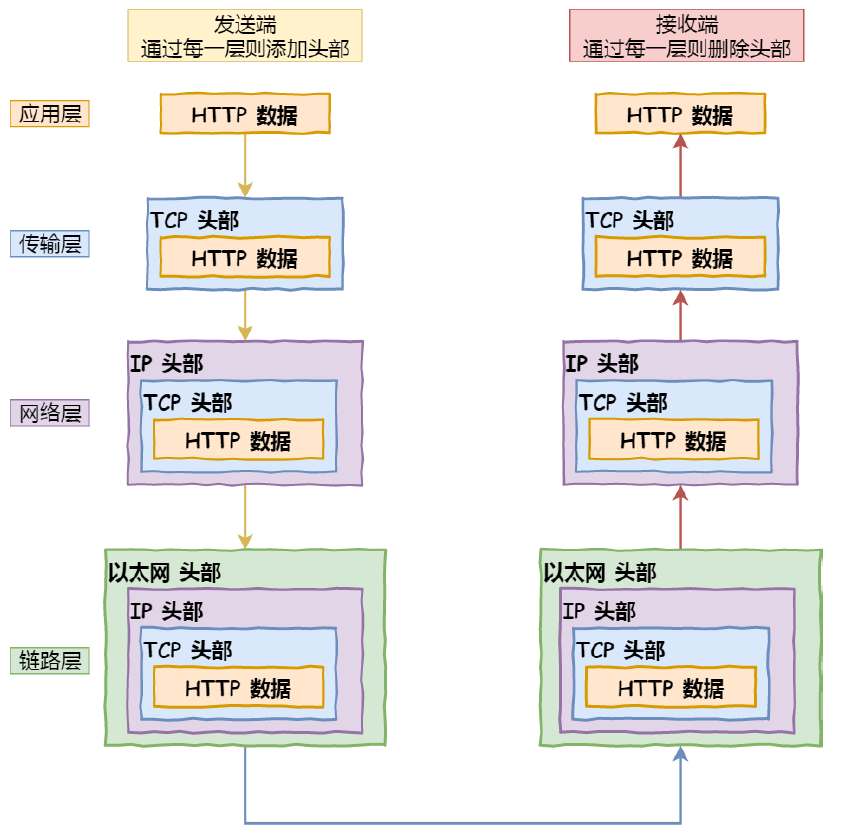 发送端
通过每一层则添加头部
接收端
通过每一层则删除头部
应用层
HTTP 数据
HTTP 数据
传输层
TCP 头部
HTTP 数据
TCP 头部
HTTP 数据
网络层
IP 头部
TCP 头部
HTTP 数据
IP 头部
TCP 头部
HTTP 数据
链路层
以太网 头部
IP 头部
TCP 头部
HTTP 数据
以太网 头部
IP 头部
TCP 头部
HTTP 数据